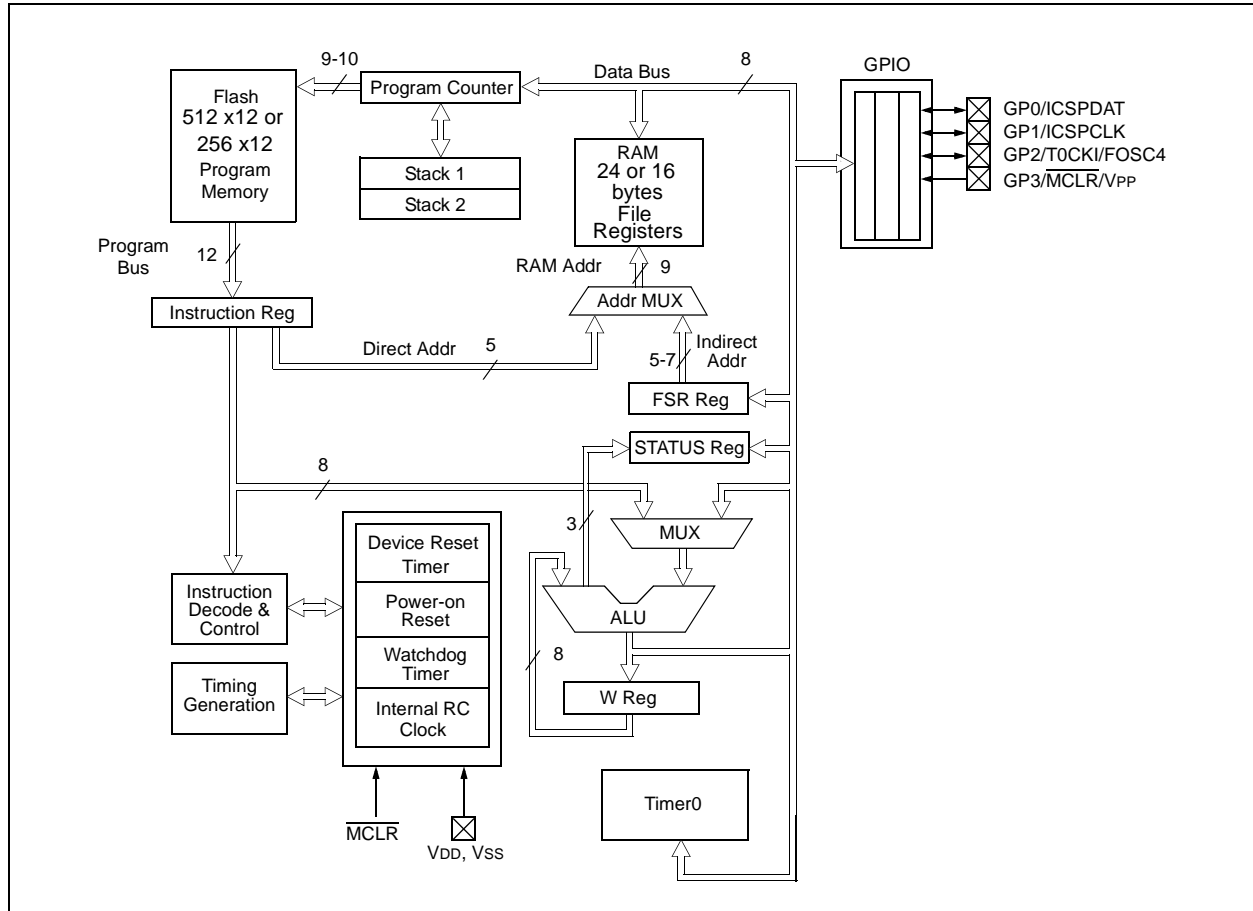 9-10
Flash
512 x12 or
256 x12
Program
Memory
Program Counter
Data Bus
8
GPIO
GP0/ICSPDAT
GP1/ICSPCLK
GP2/T0CKI/FOSC4
GP3/MCLR/VPP
Stack 1
Stack 2
RAM
24 or 16
bytes
File
Registers
Program
Bus
12
RAM Addr
9
Addr MUX
Instruction Reg
Direct Addr
5
5-7
Indirect
Addr
FSR Reg
STATUS Reg
8
3
MUX
Device Reset
Timer
Power-on
Reset
Watchdog
Timer
Internal RC
Clock
Instruction
Decode &
Control
Timing
Generation
ALU
8
W Reg
MCLR
VDD, VSS
Timer0